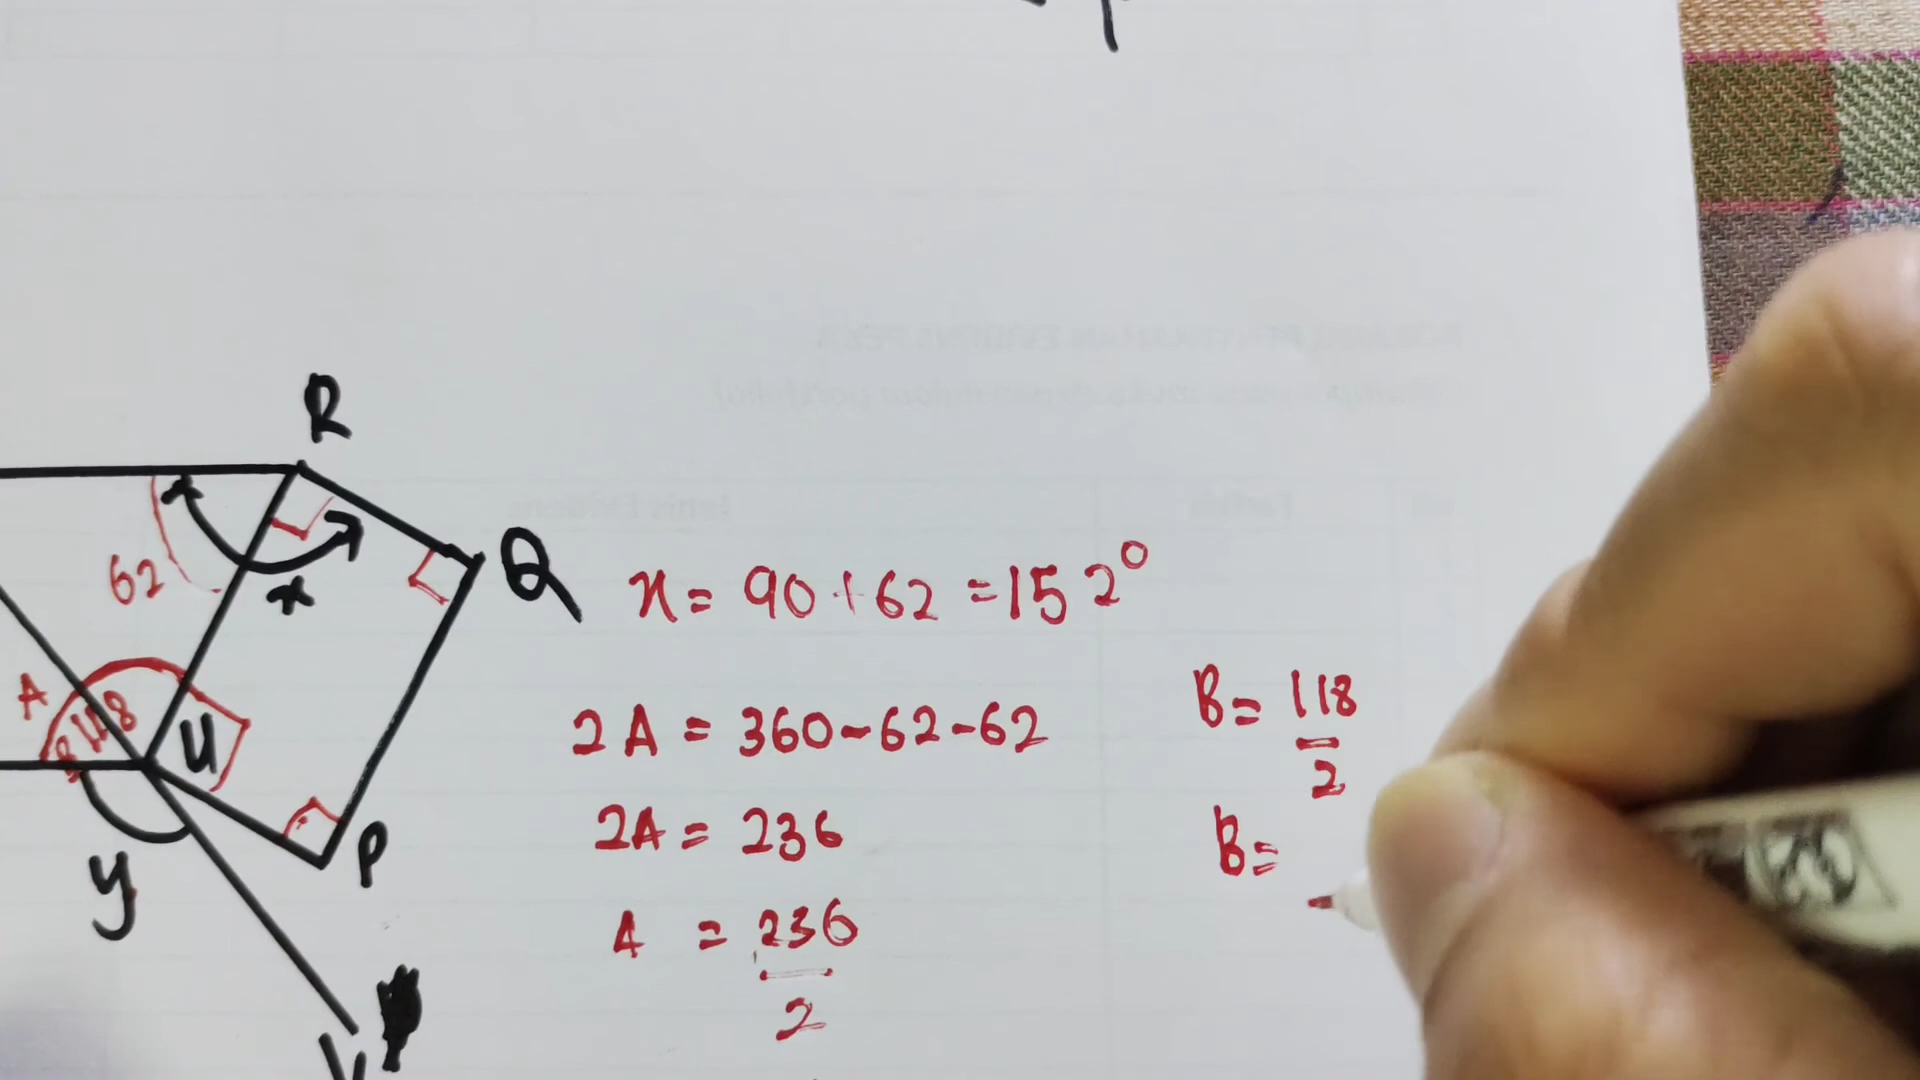 R
Q
62
x
x = 90 + 62 = 152°
A
118
B
U
2A = 360-62-62
B = 118
2
2A = 236
B =
y
P
A = 236
2